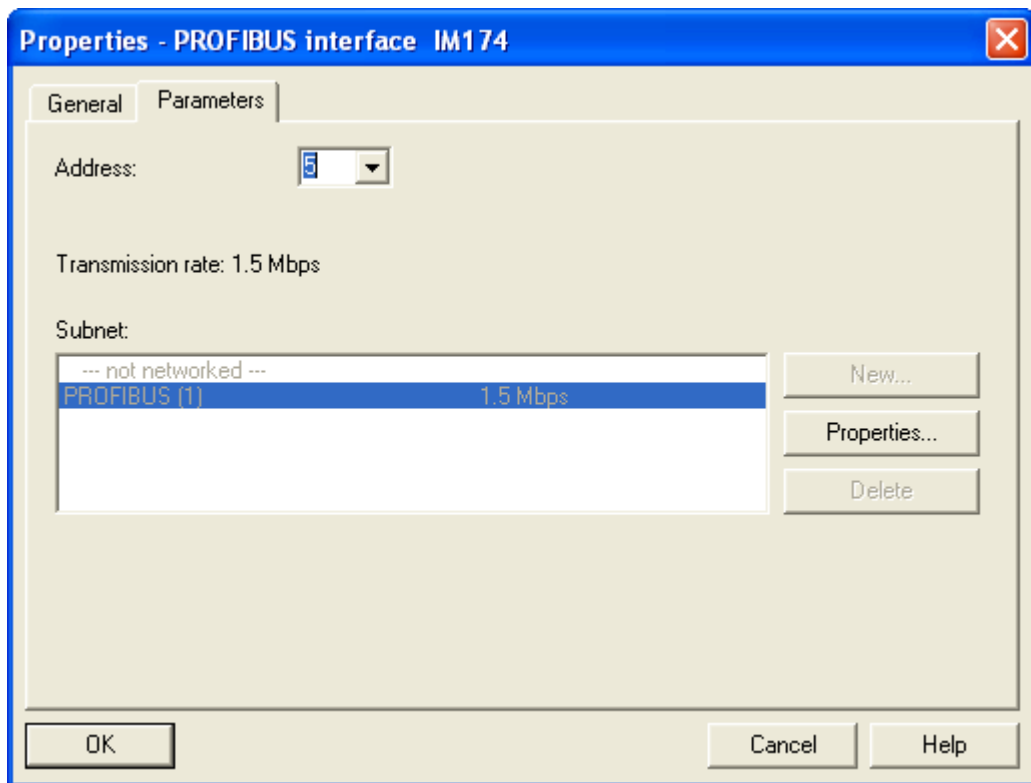 Properties - PROFIBUS interface IM174
General Parameters
Address: 5
Transmission rate: 1.5 Mbps
Subnet:
--- not networked ---
PROFIBUS (1) 1.5 Mbps
New...
Properties...
Delete
OK Cancel Help